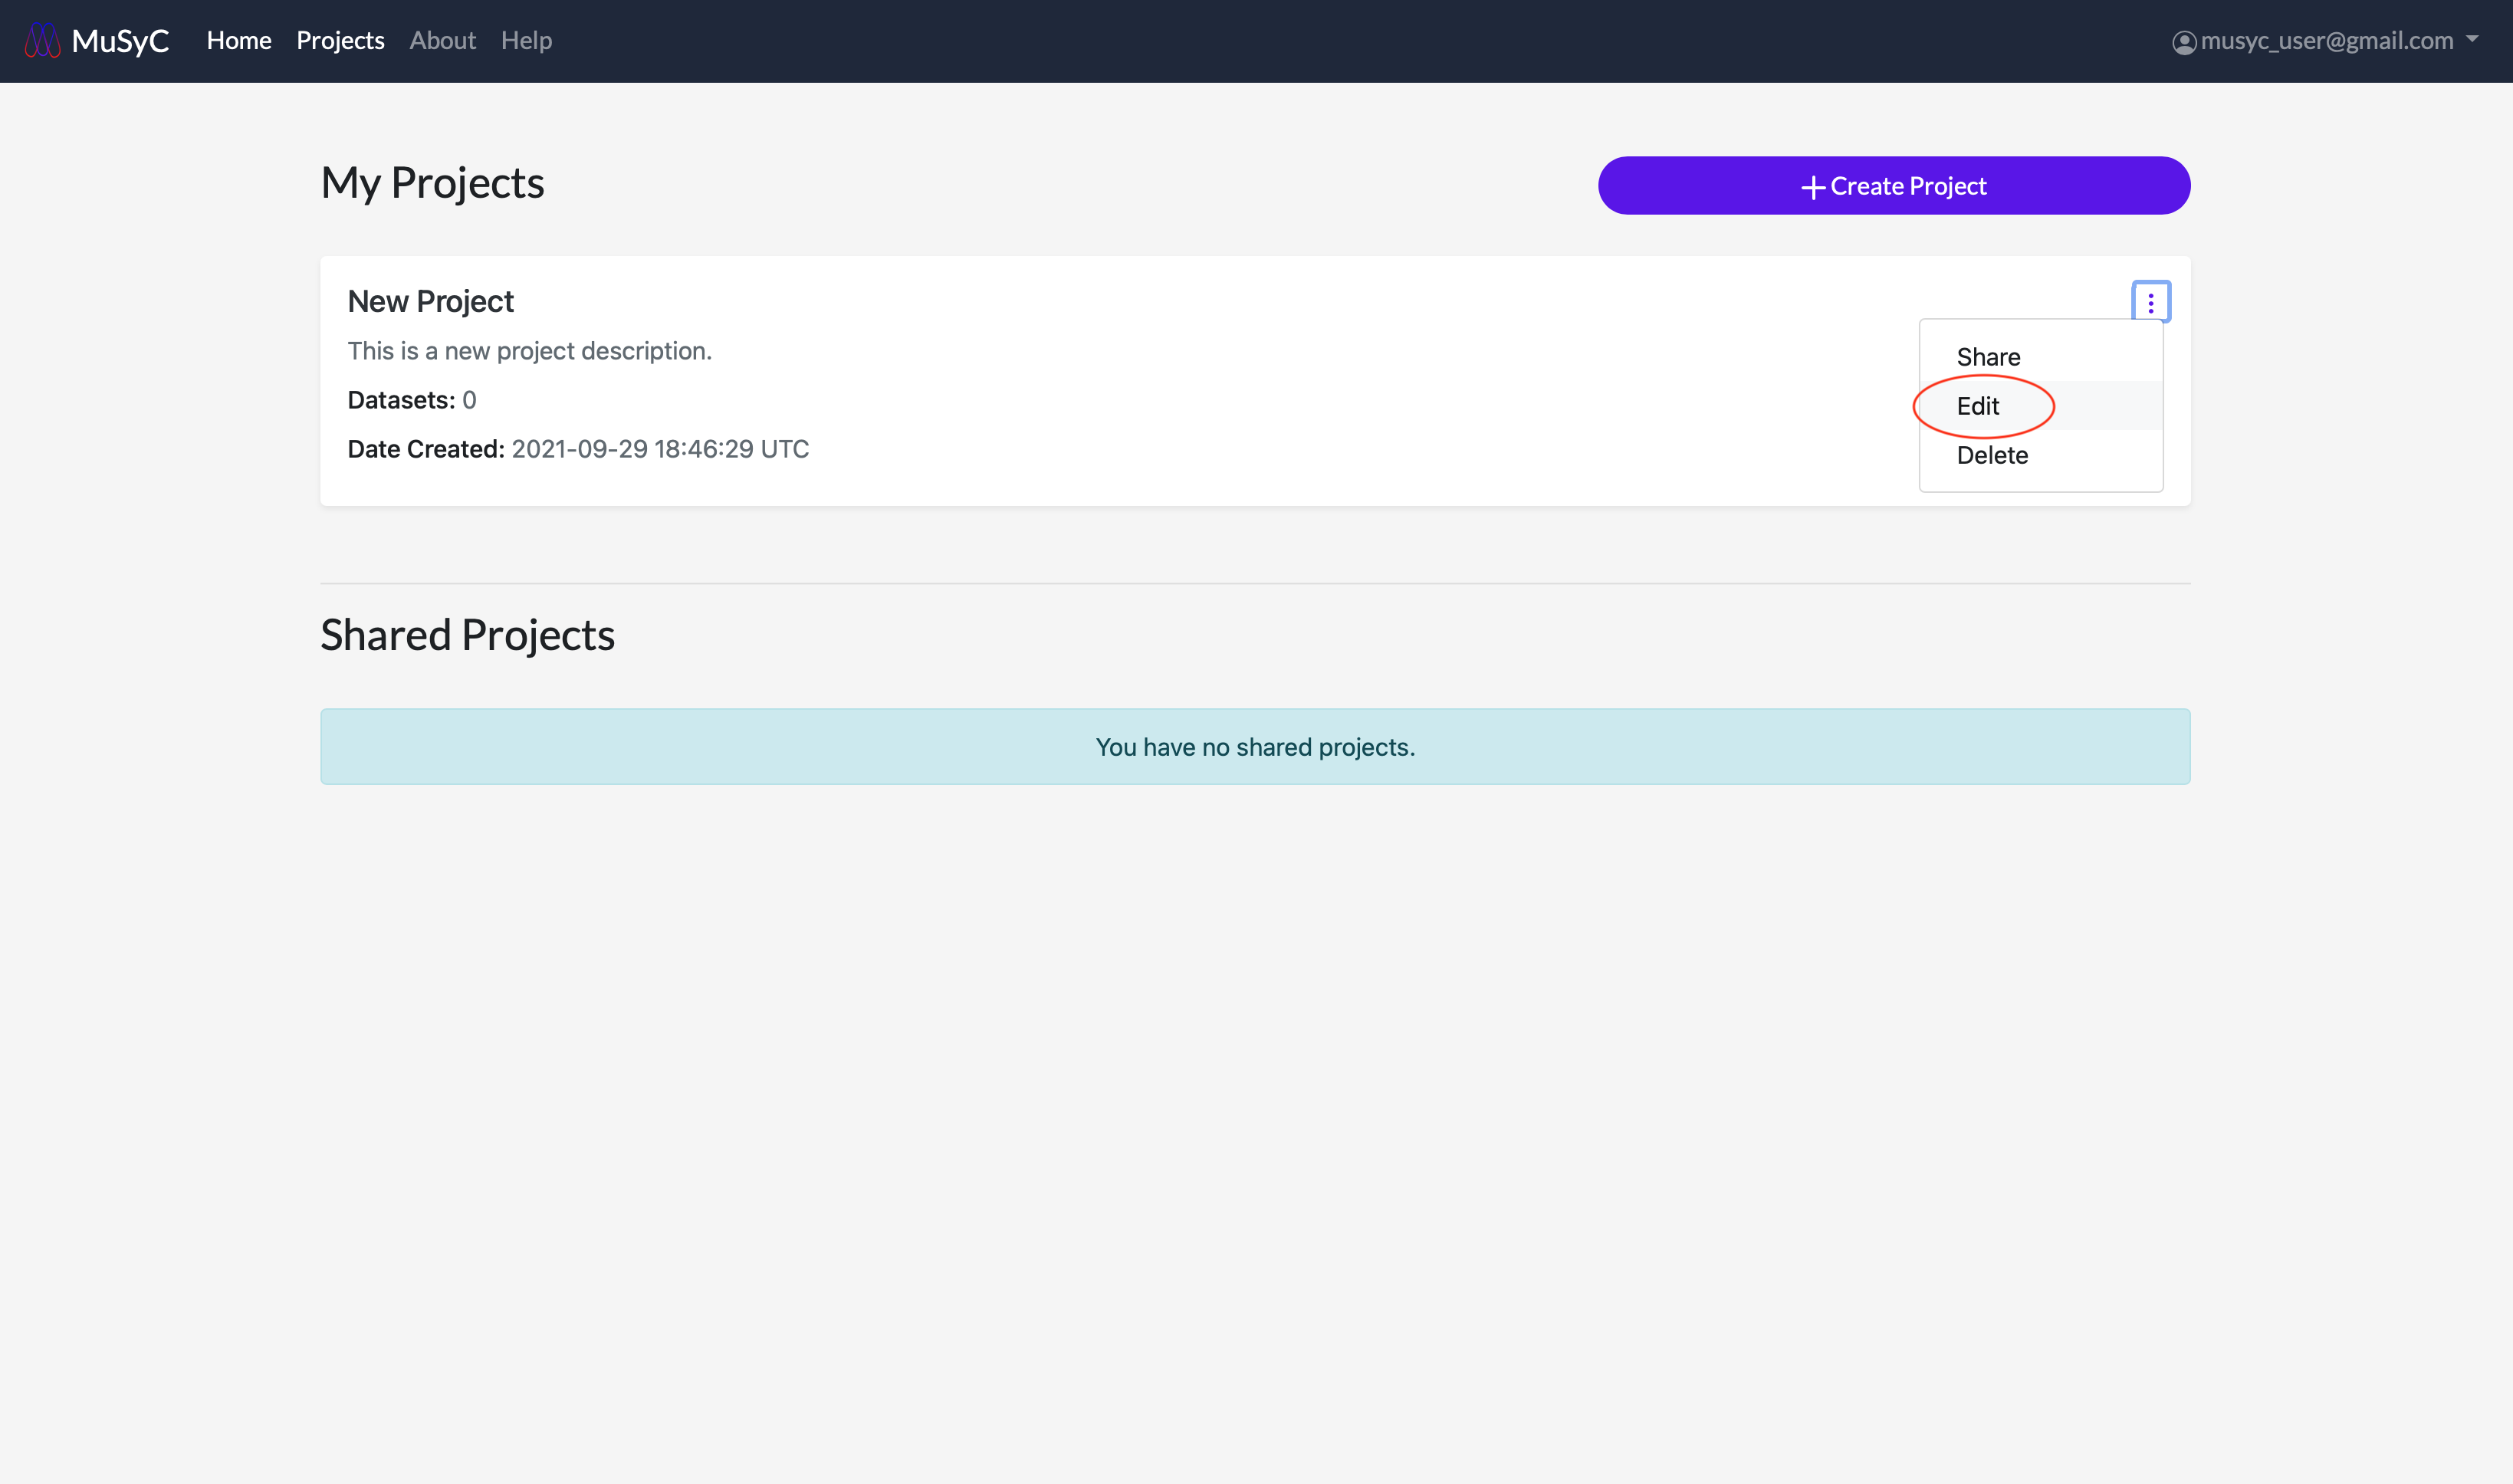 MuSyC Home Projects About Help musyc_user@gmail.com
My Projects
Create Project
New Project
This is a new project description.
Datasets: 0
Date Created: 2021-09-29 18:46:29 UTC
Share
Edit
Delete
Shared Projects
You have no shared projects.